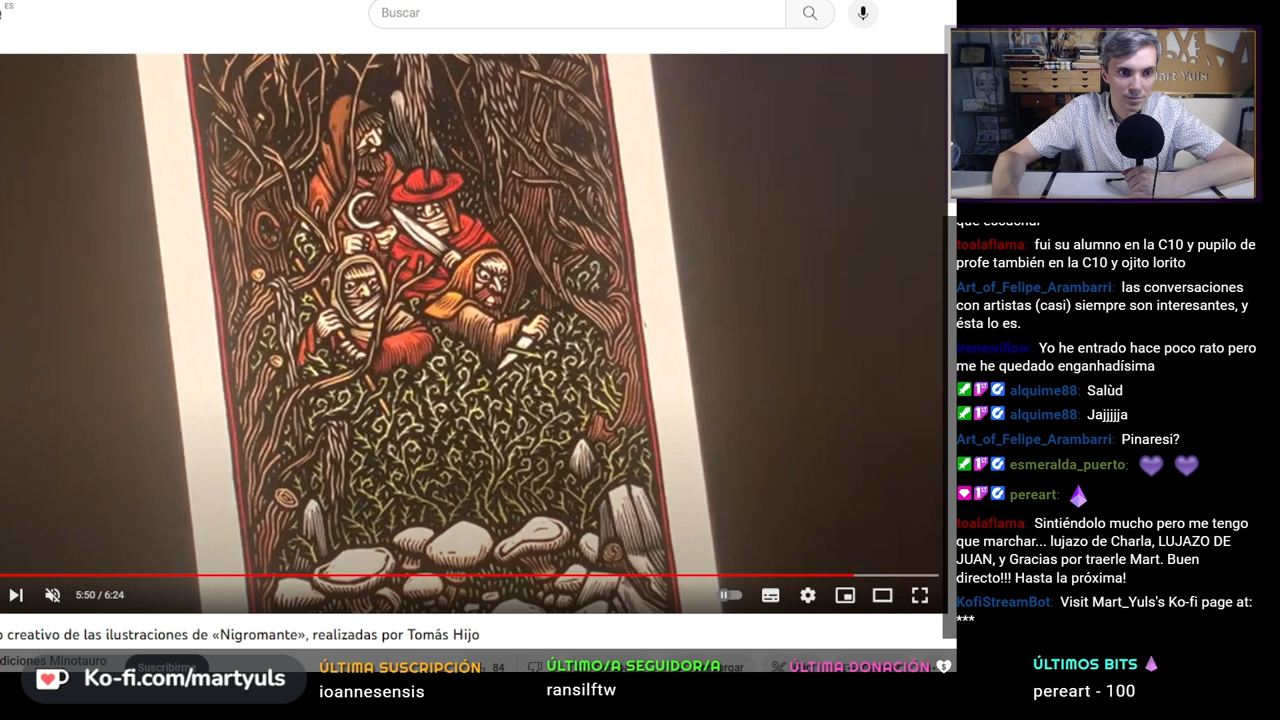 ES
Buscar
Mart Yuls
que escuchar
toalaflama: fui su alumno en la C10 y pupilo de
profe también en la C10 y ojito lorito
Art_of_Felipe_Arambarri: las conversaciones
con artistas (casi) siempre son interesantes, y
ésta lo es.
irenewillow: Yo he entrado hace poco rato pero
me he quedado enganhadísima
alquime88: Salùd
alquime88: Jajjjjja
Art_of_Felipe_Arambarri: Pinaresi?
esmeralda_puerto:
pereart:
toalaflama: Sintiéndolo mucho pero me tengo
que marchar... lujazo de Charla, LUJAZO DE
JUAN, y Gracias por traerle Mart. Buen
directo!!! Hasta la próxima!
KofiStreamBot: Visit Mart_Yuls's Ko-fi page at:
***
5:50 / 6:24
o creativo de las ilustraciones de «Nigromante», realizadas por Tomás Hijo
diciones Minotauro
Suscribirme
84
Ko-fi.com/martyuls
ÚLTIMA SUSCRIPCIÓN
ioannesensis
ÚLTIMO/A SEGUIDOR/A
ransilftw
ÚLTIMA DONACIÓN
ÚLTIMOS BITS
pereart - 100